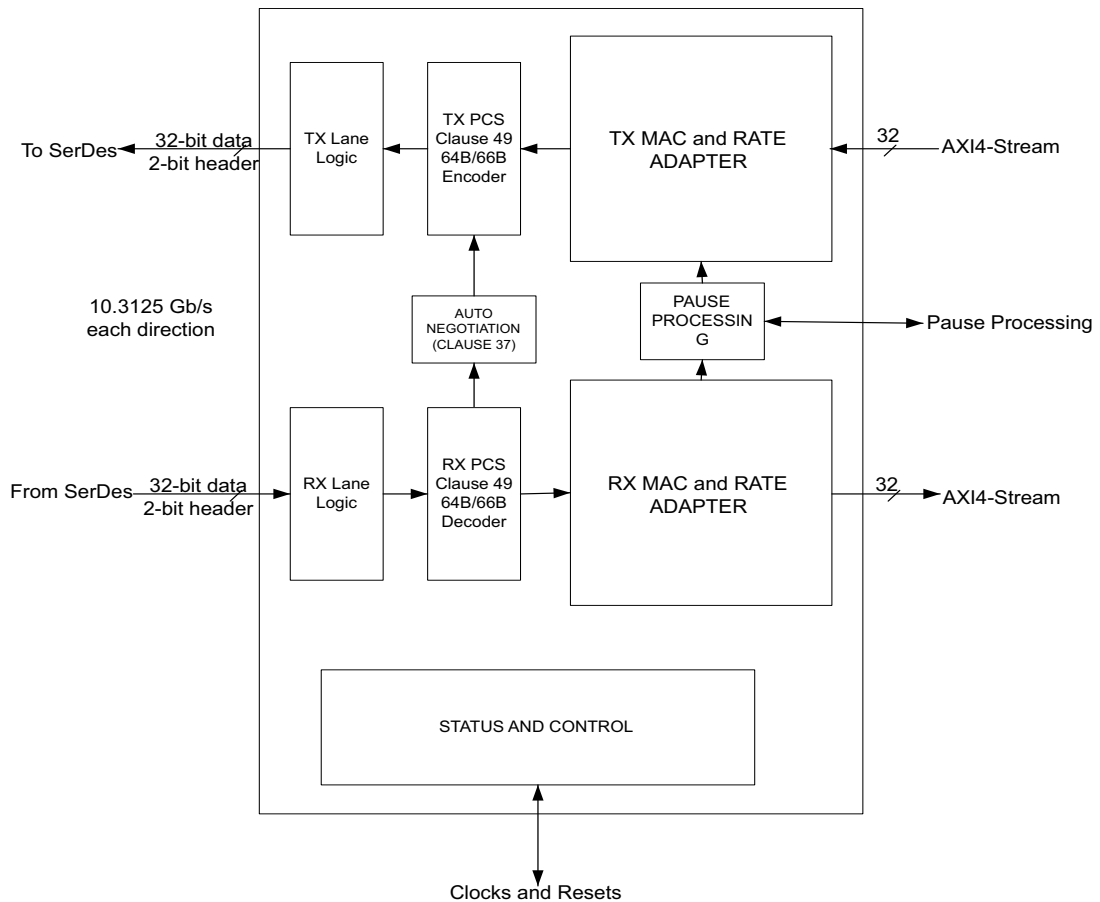 TX Lane
Logic
TX PCS
Clause 49
64B/66B
Encoder
TX MAC and RATE
ADAPTER
To SerDes
32-bit data
2-bit header
32
AXI4-Stream
10.3125 Gb/s
each direction
AUTO
NEGOTIATION
(CLAUSE 37)
PAUSE
PROCESSIN
G
Pause Processing
From SerDes
32-bit data
2-bit header
RX Lane
Logic
RX PCS
Clause 49
64B/66B
Decoder
RX MAC and RATE
ADAPTER
32
AXI4-Stream
STATUS AND CONTROL
Clocks and Resets